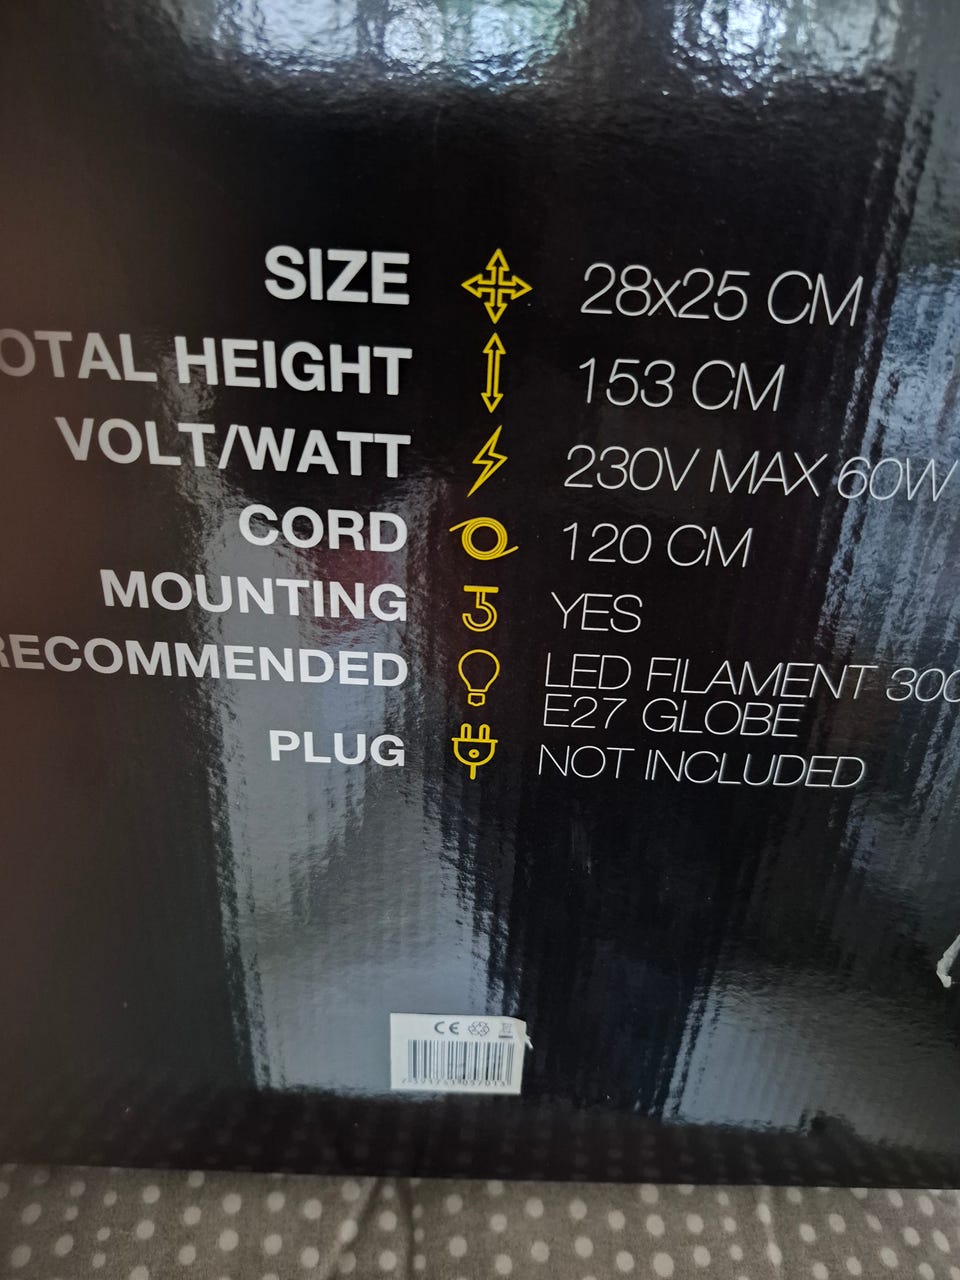 SIZE 28x25 CM
OTAL HEIGHT 153 CM
VOLT/WATT 230V MAX 60W
CORD 120 CM
MOUNTING YES
RECOMMENDED LED FILAMENT 300
E27 GLOBE
PLUG NOT INCLUDED
CE